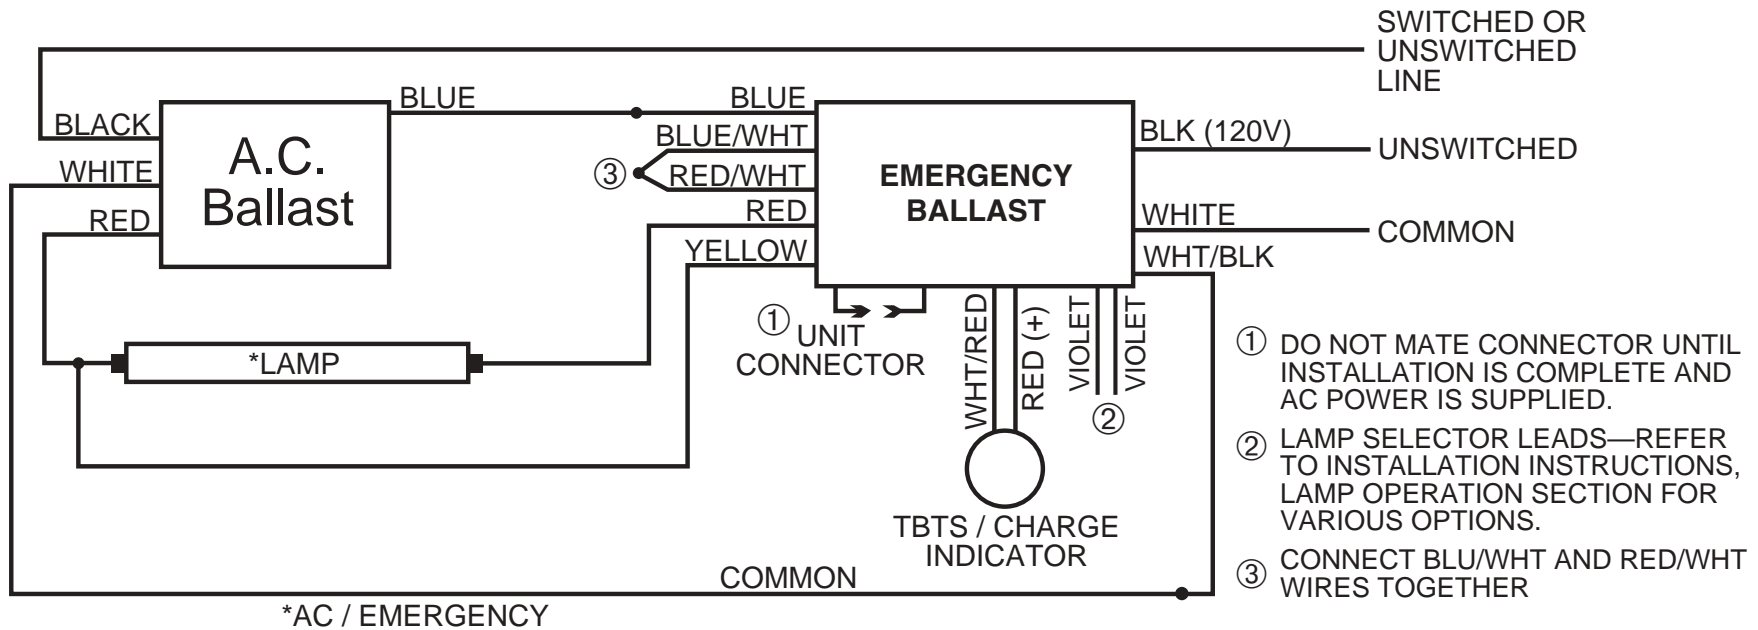 SWITCHED OR
UNSWITCHED
LINE
BLACK
WHITE
RED
A.C.
Ballast
BLUE
BLUE
BLUE/WHT
③
RED/WHT
RED
YELLOW
EMERGENCY
BALLAST
BLK (120V)
UNSWITCHED
WHITE
COMMON
WHT/BLK
*LAMP
① UNIT
CONNECTOR
WHT/RED
RED (+)
VIOLET
VIOLET
②
TBTS / CHARGE
INDICATOR
COMMON
*AC / EMERGENCY
① DO NOT MATE CONNECTOR UNTIL
INSTALLATION IS COMPLETE AND
AC POWER IS SUPPLIED.
② LAMP SELECTOR LEADS—REFER
TO INSTALLATION INSTRUCTIONS,
LAMP OPERATION SECTION FOR
VARIOUS OPTIONS.
③ CONNECT BLU/WHT AND RED/WHT
WIRES TOGETHER